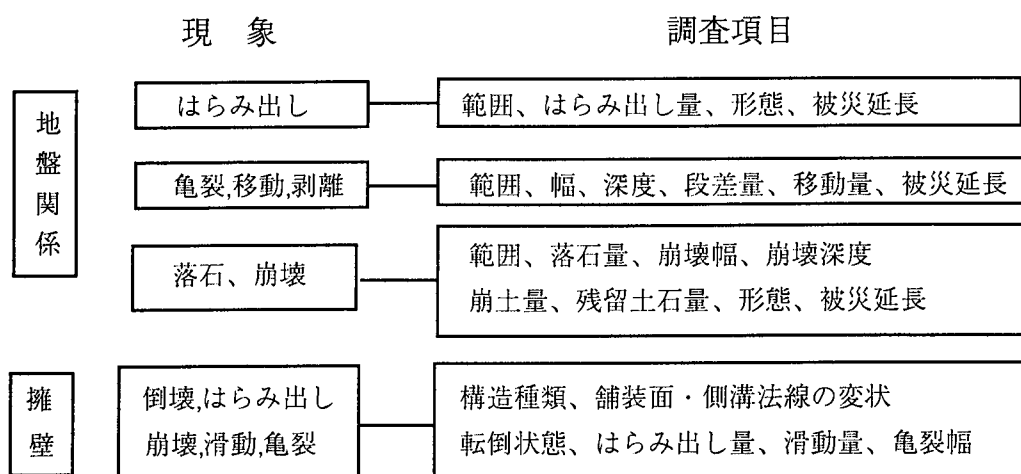 現　象　調査項目
地盤関係
はらみ出し
範囲、はらみ出し量、形態、被災延長
亀裂,移動,剥離
範囲、幅、深度、段差量、移動量、被災延長
落石、崩壊
範囲、落石量、崩壊幅、崩壊深度
崩土量、残留土石量、形態、被災延長
擁壁
倒壊,はらみ出し
崩壊,滑動,亀裂
構造種類、舗装面・側溝法線の変状
転倒状態、はらみ出し量、滑動量、亀裂幅